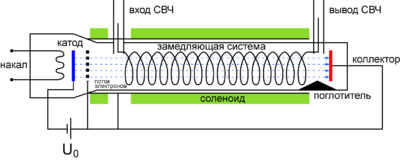 вход СВЧ
вывод СВЧ
катод
замедляющая система
накал
коллектор
поток
электронов
поглотитель
соленоид
U0